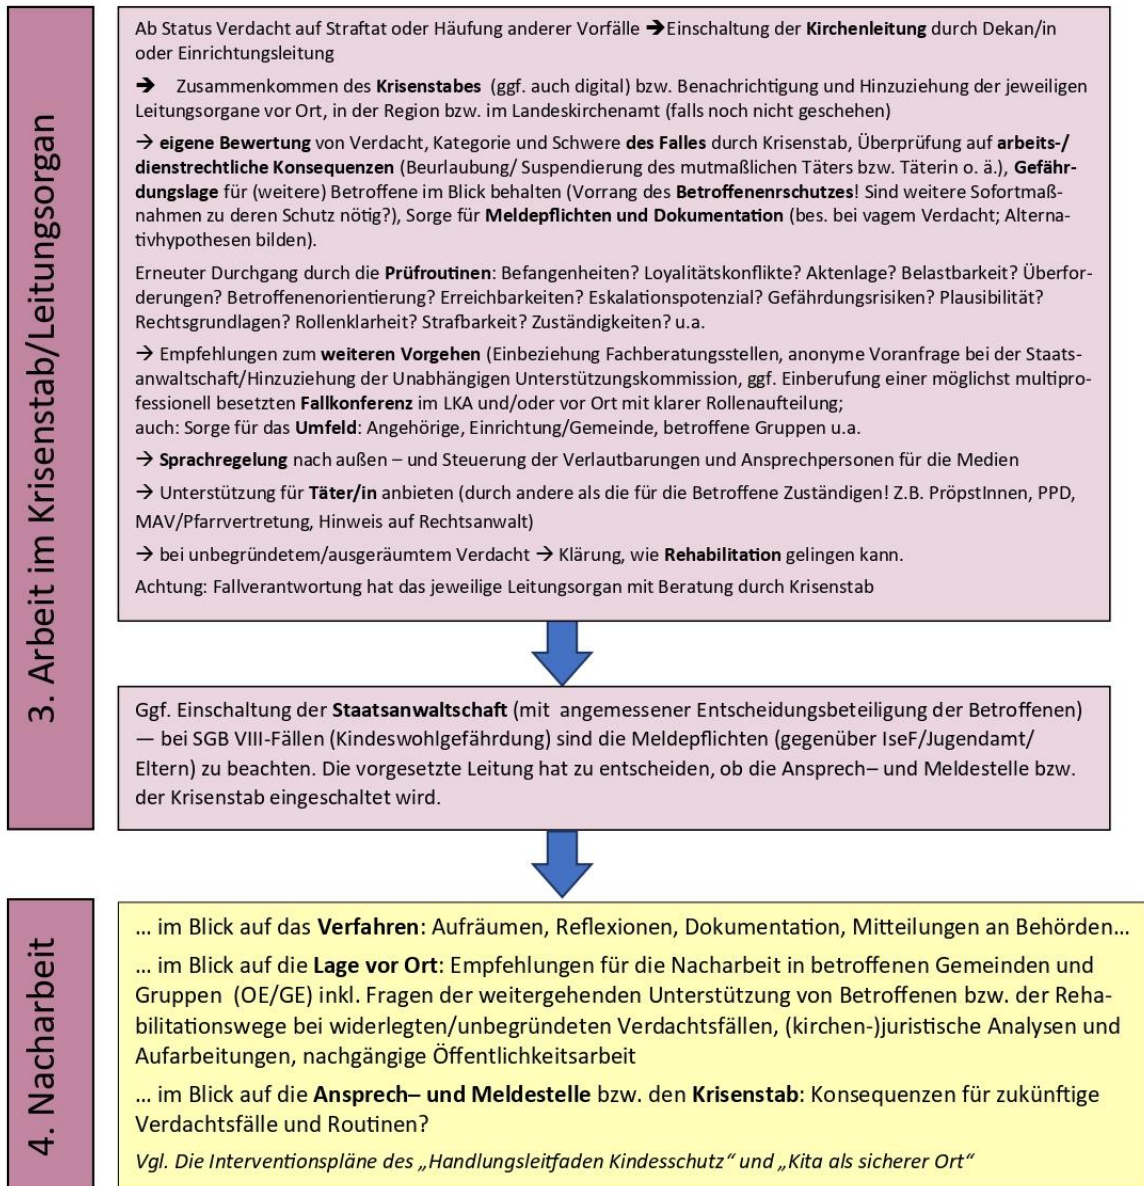 3. Arbeit im Krisenstab/Leitungsorgan
Ab Status Verdacht auf Straftat oder Häufung anderer Vorfälle ➔Einschaltung der Kirchenleitung durch Dekan/in
oder Einrichtungsleitung
➔ Zusammenkommen des Krisenstabes (ggf. auch digital) bzw. Benachrichtigung und Hinzuziehung der jeweiligen
Leitungsorgane vor Ort, in der Region bzw. im Landeskirchenamt (falls noch nicht geschehen)
→ eigene Bewertung von Verdacht, Kategorie und Schwere des Falles durch Krisenstab, Überprüfung auf arbeits-/
dienstrechtliche Konsequenzen (Beurlaubung/ Suspendierung des mutmaßlichen Täters bzw. Täterin o. ä.), Gefähr-
dungslage für (weitere) Betroffene im Blick behalten (Vorrang des Betroffenenrschutzes! Sind weitere Sofortmaß-
nahmen zu deren Schutz nötig?), Sorge für Meldepflichten und Dokumentation (bes. bei vagem Verdacht; Alterna-
tivhypothesen bilden).
Erneuter Durchgang durch die Prüfroutinen: Befangenheiten? Loyalitätskonflikte? Aktenlage? Belastbarkeit? Überfor-
derungen? Betroffenenorientierung? Erreichbarkeiten? Eskalationspotenzial? Gefährdungsrisiken? Plausibilität?
Rechtsgrundlagen? Rollenklarheit? Strafbarkeit? Zuständigkeiten? u.a.
→ Empfehlungen zum weiteren Vorgehen (Einbeziehung Fachberatungsstellen, anonyme Voranfrage bei der Staats-
anwaltschaft/Hinzuziehung der Unabhängigen Unterstützungskommission, ggf. Einberufung einer möglichst multipro-
fessionell besetzten Fallkonferenz im LKA und/oder vor Ort mit klarer Rollenaufteilung;
auch: Sorge für das Umfeld: Angehörige, Einrichtung/Gemeinde, betroffene Gruppen u.a.
→ Sprachregelung nach außen – und Steuerung der Verlautbarungen und Ansprechpersonen für die Medien
→ Unterstützung für Täter/in anbieten (durch andere als die für die Betroffene Zuständigen! Z.B. PröpstInnen, PPD,
MAV/Pfarrvertretung, Hinweis auf Rechtsanwalt)
→ bei unbegründetem/ausgeräumtem Verdacht → Klärung, wie Rehabilitation gelingen kann.
Achtung: Fallverantwortung hat das jeweilige Leitungsorgan mit Beratung durch Krisenstab
Ggf. Einschaltung der Staatsanwaltschaft (mit angemessener Entscheidungsbeteiligung der Betroffenen)
— bei SGB VIII-Fällen (Kindeswohlgefährdung) sind die Meldepflichten (gegenüber IseF/Jugendamt/
Eltern) zu beachten. Die vorgesetzte Leitung hat zu entscheiden, ob die Ansprech– und Meldestelle bzw.
der Krisenstab eingeschaltet wird.
4. Nacharbeit
... im Blick auf das Verfahren: Aufräumen, Reflexionen, Dokumentation, Mitteilungen an Behörden...
... im Blick auf die Lage vor Ort: Empfehlungen für die Nacharbeit in betroffenen Gemeinden und
Gruppen (OE/GE) inkl. Fragen der weitergehenden Unterstützung von Betroffenen bzw. der Reha-
bilitationswege bei widerlegten/unbegründeten Verdachtsfällen, (kirchen-)juristische Analysen und
Aufarbeitungen, nachgängige Öffentlichkeitsarbeit
... im Blick auf die Ansprech– und Meldestelle bzw. den Krisenstab: Konsequenzen für zukünftige
Verdachtsfälle und Routinen?
Vgl. Die Interventionspläne des „Handlungsleitfaden Kindesschutz“ und „Kita als sicherer Ort“